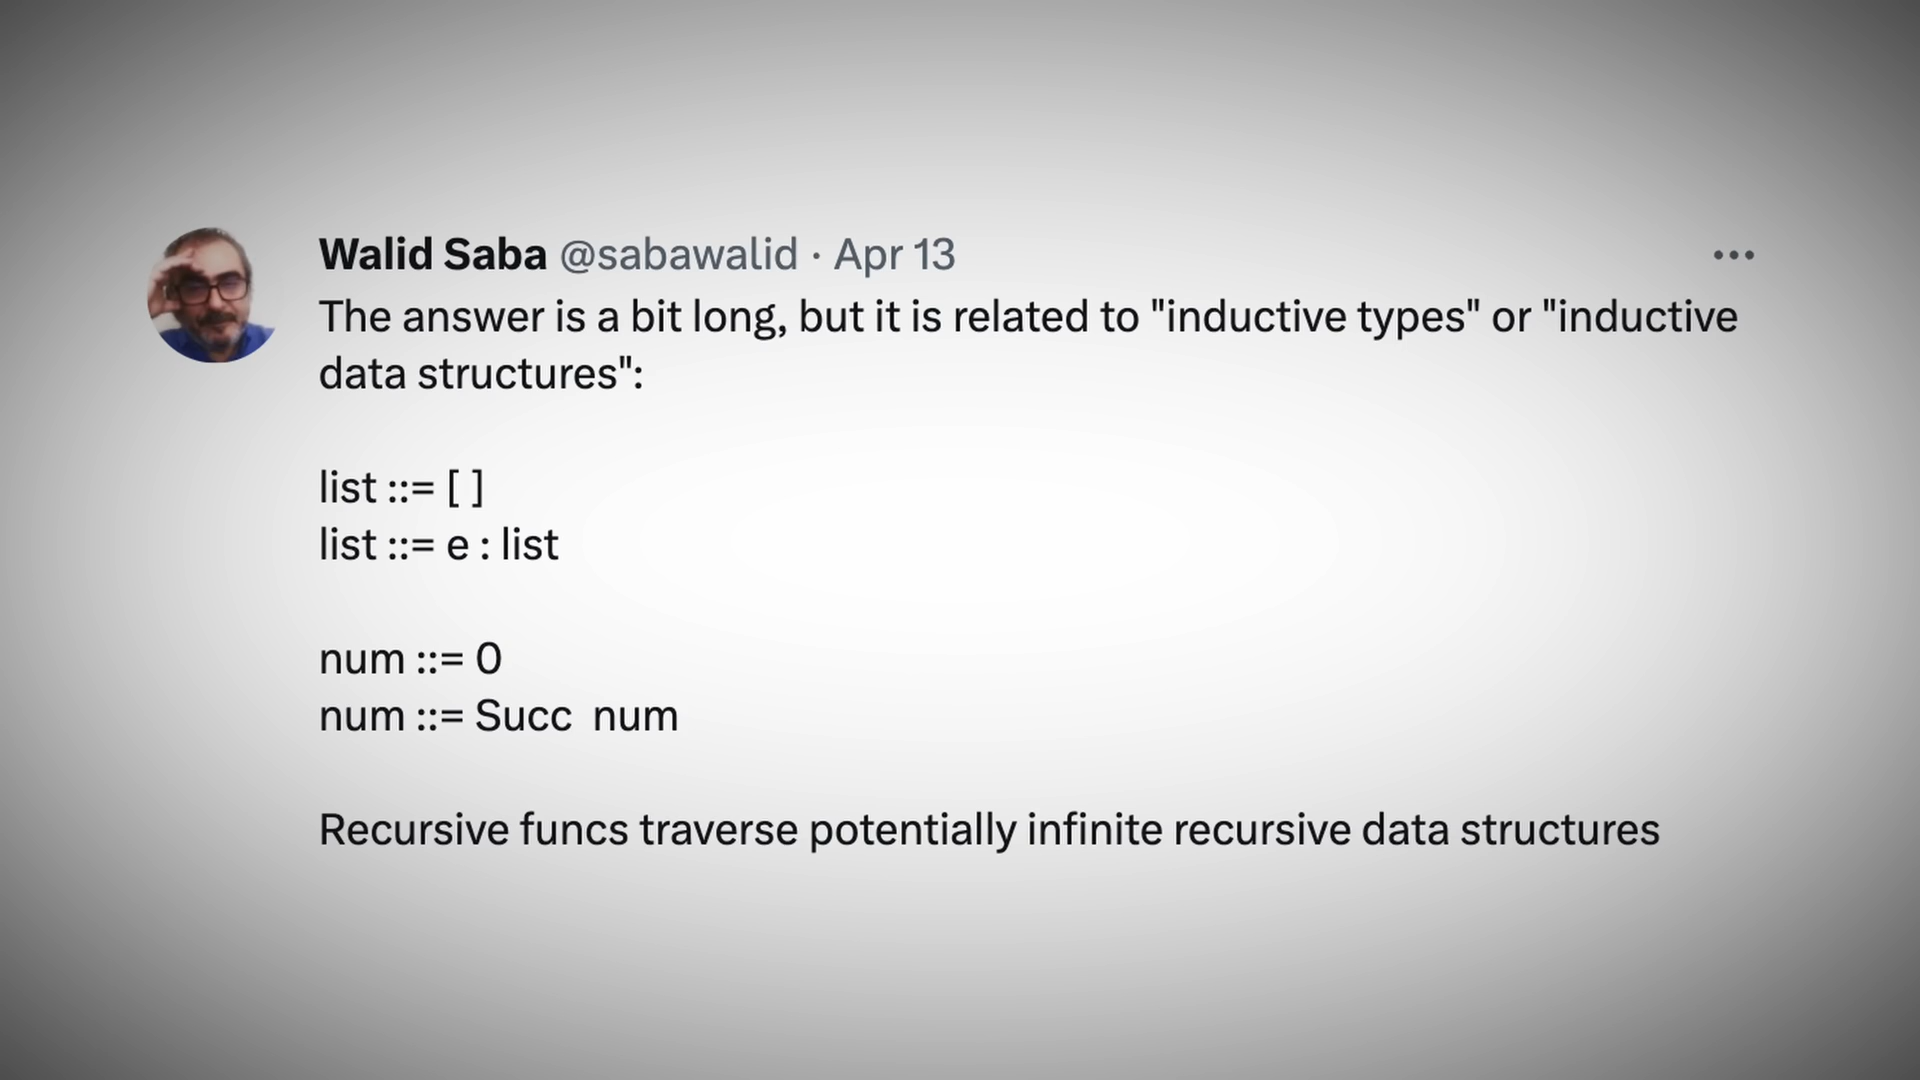 Walid Saba @sabawalid · Apr 13
The answer is a bit long, but it is related to "inductive types" or "inductive
data structures":
list ::= [ ]
list ::= e : list
num ::= 0
num ::= Succ  num
Recursive funcs traverse potentially infinite recursive data structures